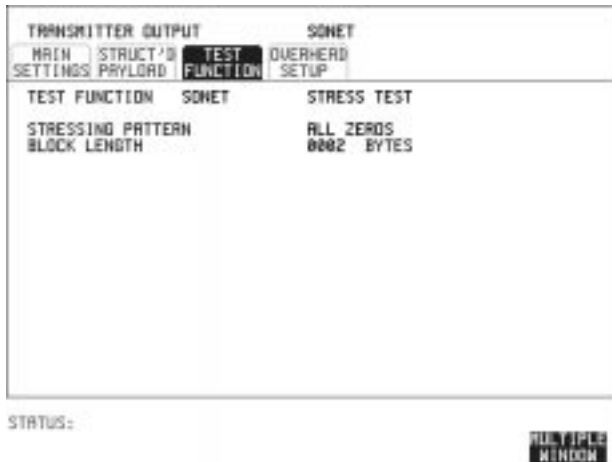 TRANSMITTER OUTPUT SONET
MAIN SETTINGS STRUCT'D PAYLOAD TEST FUNCTION OVERHEAD SETUP
TEST FUNCTION SONET STRESS TEST
STRESSING PATTERN ALL ZEROS
BLOCK LENGTH 0002 BYTES
STATUS:
MULTIPLE
WINDOW